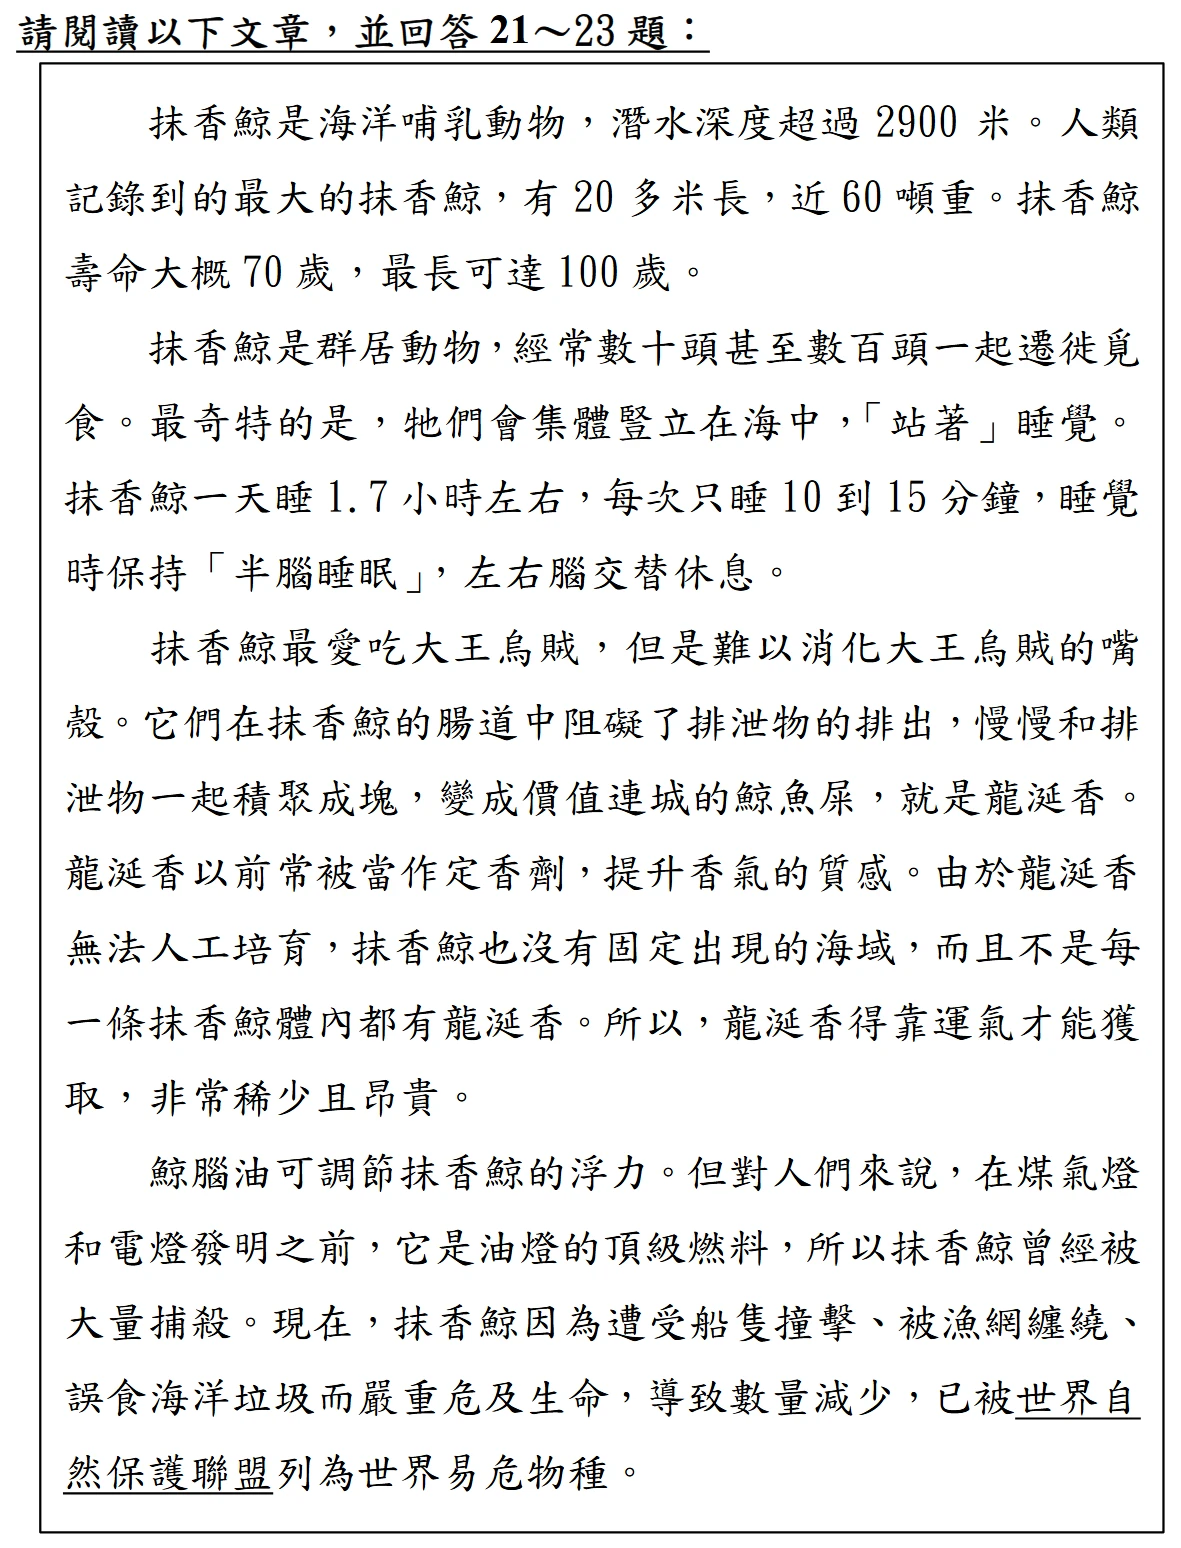 請閱讀以下文章，並回答 21～23 題：
抹香鯨是海洋哺乳動物，潛水深度超過 2900 米。人類
記錄到的最大的抹香鯨，有 20 多米長，近 60 噸重。抹香鯨
壽命大概 70 歲，最長可達 100 歲。
抹香鯨是群居動物，經常數十頭甚至數百頭一起遷徙覓
食。最奇特的是，牠們會集體豎立在海中，「站著」睡覺。
抹香鯨一天睡 1.7 小時左右，每次只睡 10 到 15 分鐘，睡覺
時保持「半腦睡眠」，左右腦交替休息。
抹香鯨最愛吃大王烏賊，但是難以消化大王烏賊的嘴
殼。它們在抹香鯨的腸道中阻礙了排泄物的排出，慢慢和排
泄物一起積聚成塊，變成價值連城的鯨魚屎，就是龍涎香。
龍涎香以前常被當作定香劑，提升香氣的質感。由於龍涎香
無法人工培育，抹香鯨也沒有固定出現的海域，而且不是每
一條抹香鯨體內都有龍涎香。所以，龍涎香得靠運氣才能獲
取，非常稀少且昂貴。
鯨腦油可調節抹香鯨的浮力。但對人們來說，在煤氣燈
和電燈發明之前，它是油燈的頂級燃料，所以抹香鯨曾經被
大量捕殺。現在，抹香鯨因為遭受船隻撞擊、被漁網纏繞、
誤食海洋垃圾而嚴重危及生命，導致數量減少，已被世界自
然保護聯盟列為世界易危物種。